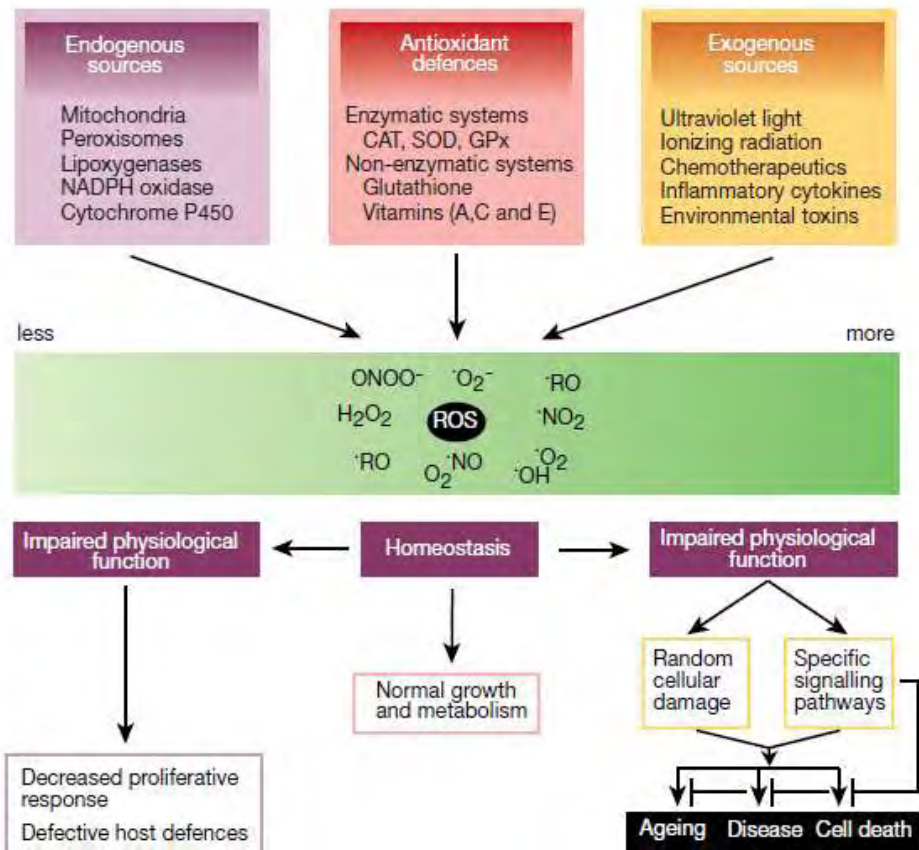 Endogenous
sources
Mitochondria
Peroxisomes
Lipoxygenases
NADPH oxidase
Cytochrome P450
Antioxidant
defences
Enzymatic systems
CAT, SOD, GPx
Non-enzymatic systems
Glutathione
Vitamins (A,C and E)
Exogenous
sources
Ultraviolet light
Ionizing radiation
Chemotherapeutics
Inflammatory cytokines
Environmental toxins
less
more
ONOO⁻ ˙O₂⁻ ˙RO
H₂O₂ ROS ˙NO₂
˙RO O₂ ˙NO ˙OH ˙O₂
Impaired physiological
function
Homeostasis
Impaired physiological
function
Normal growth
and metabolism
Random
cellular
damage
Specific
signalling
pathways
Decreased proliferative
response
Defective host defences
Ageing Disease Cell death